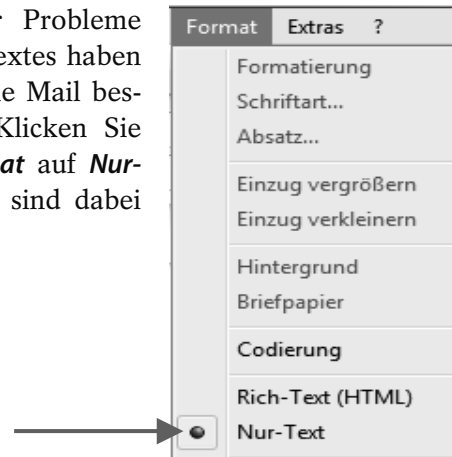 Probleme
extes haben
e Mail bes-
Klicken Sie
at auf Nur-
sind dabei
Format Extras ?
Formatierung
Schriftart...
Absatz...
Einzug vergrößern
Einzug verkleinern
Hintergrund
Briefpapier
Codierung
Rich-Text (HTML)
Nur-Text